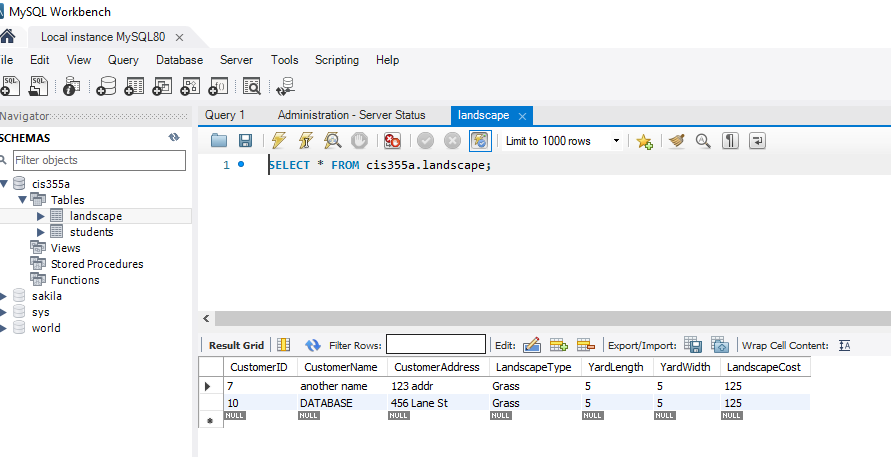 MySQL Workbench
Local instance MySQL80
ile Edit View Query Database Server Tools Scripting Help
Navigator
SCHEMAS
Filter objects
cis355a
Tables
landscape
students
Views
Stored Procedures
Functions
sakila
sys
world
Query 1 Administration - Server Status landscape
Limit to 1000 rows
1 SELECT * FROM cis355a.landscape;
Result Grid Filter Rows: Edit: Export/Import: Wrap Cell Content:
CustomerID CustomerName CustomerAddress LandscapeType YardLength YardWidth LandscapeCost
7 another name 123 addr Grass 5 5 125
10 DATABASE 456 Lane St Grass 5 5 125
NULL NULL NULL NULL NULL NULL NULL